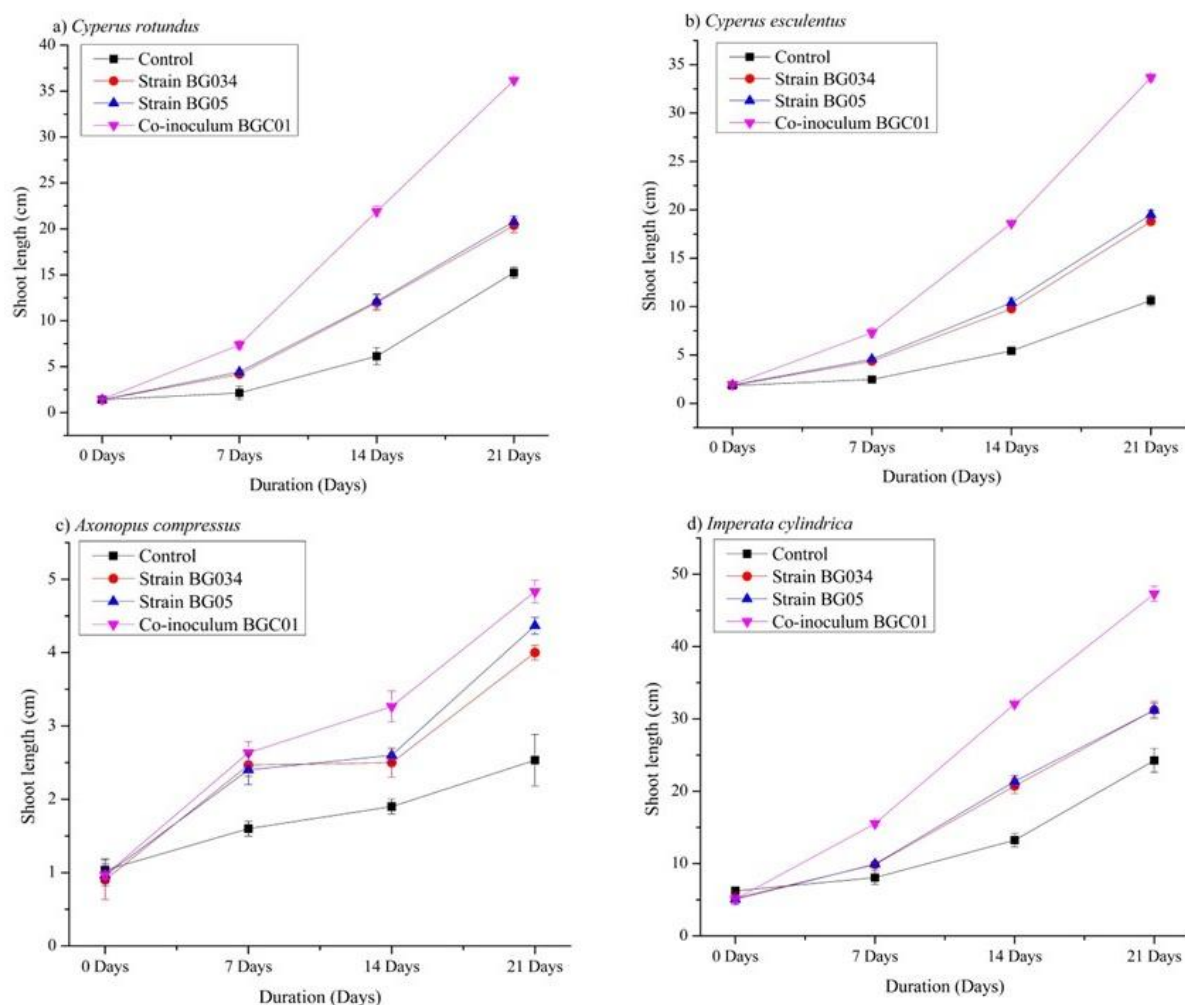 a) Cyperus rotundus
40
35
30
25
20
15
10
5
0
Shoot length (cm)
Control
Strain BG034
Strain BG05
Co-inoculum BGC01
0 Days
7 Days
14 Days
21 Days
Duration (Days)
b) Cyperus esculentus
35
30
25
20
15
10
5
0
Shoot length (cm)
Control
Strain BG034
Strain BG05
Co-inoculum BGC01
0 Days
7 Days
14 Days
21 Days
Duration (Days)
c) Axonopus compressus
5
4
3
2
1
0
Shoot length (cm)
Control
Strain BG034
Strain BG05
Co-inoculum BGC01
0 Days
7 Days
14 Days
21 Days
Duration (Days)
d) Imperata cylindrica
50
40
30
20
10
0
Shoot length (cm)
Control
Strain BG034
Strain BG05
Co-inoculum BGC01
0 Days
7 Days
14 Days
21 Days
Duration (Days)